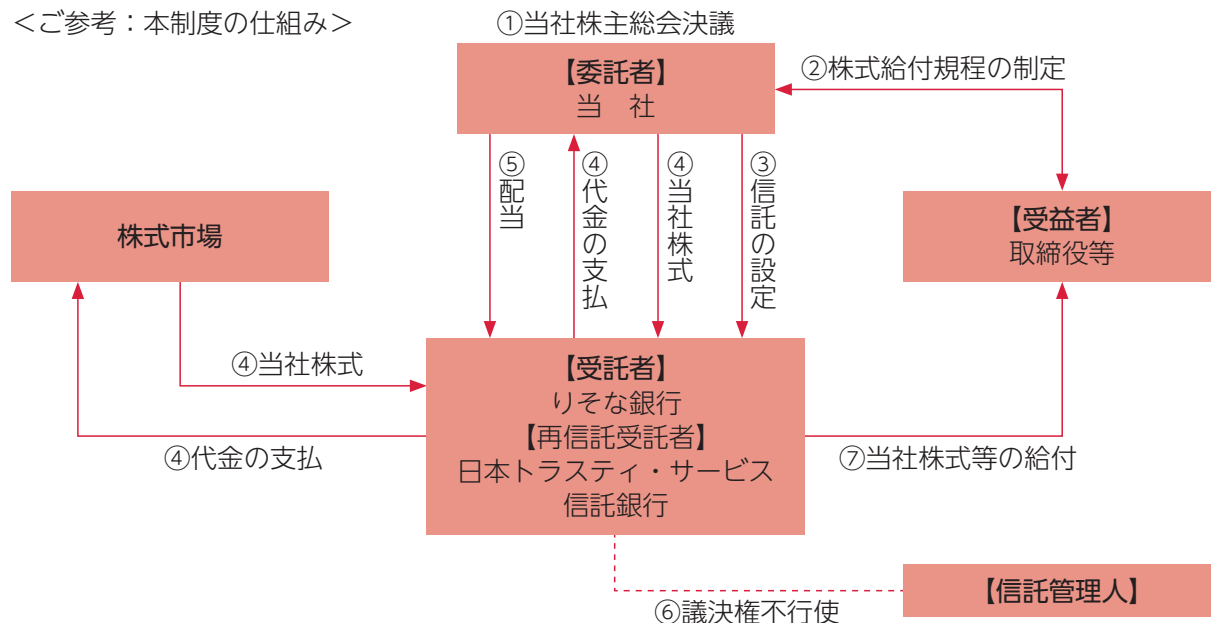 ＜ご参考：本制度の仕組み＞
①当社株主総会決議
【委託者】
当　社
②株式給付規程の制定
⑤配当
④代金の支払
④当社株式
③信託の設定
株式市場
【受益者】
取締役等
④当社株式
【受託者】
りそな銀行
【再信託受託者】
日本トラスティ・サービス
信託銀行
④代金の支払
⑦当社株式等の給付
【信託管理人】
⑥議決権不行使